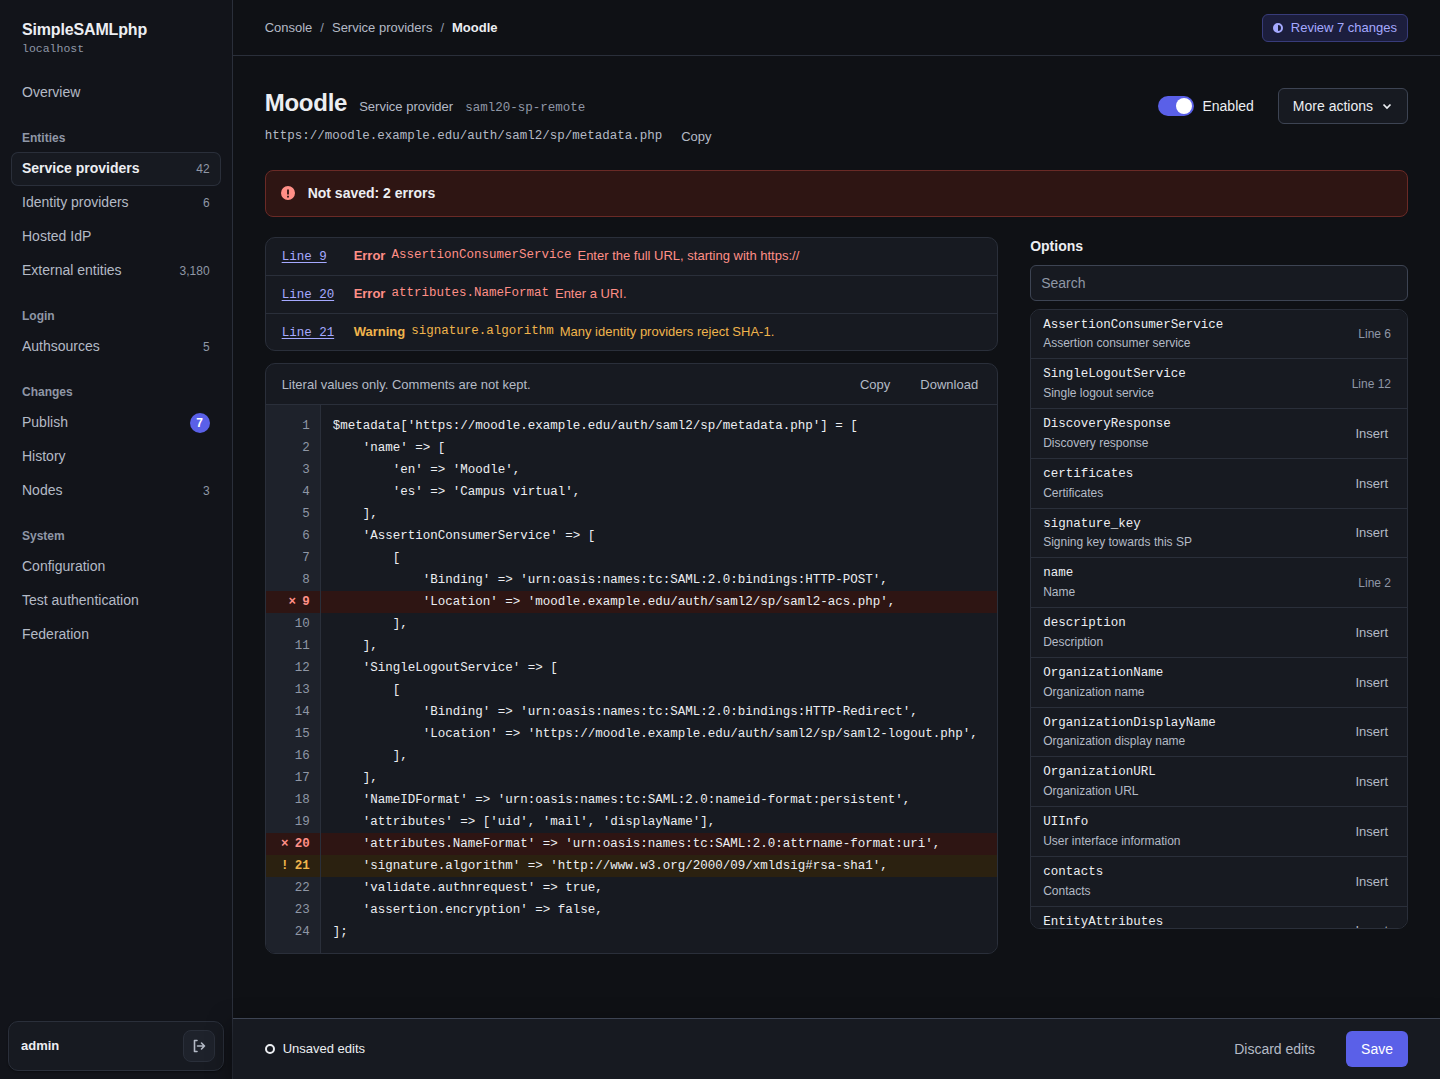 SimpleSAMLphp
localhost
Overview
Entities
Service providers 42
Identity providers 6
Hosted IdP
External entities 3,180
Login
Authsources 5
Changes
Publish 7
History
Nodes 3
System
Configuration
Test authentication
Federation
admin
Console / Service providers / Moodle
Review 7 changes
Moodle Service provider saml20-sp-remote
https://moodle.example.edu/auth/saml2/sp/metadata.php Copy
Enabled
More actions
Not saved: 2 errors
Line 9 Error AssertionConsumerService Enter the full URL, starting with https://
Line 20 Error attributes.NameFormat Enter a URI.
Line 21 Warning signature.algorithm Many identity providers reject SHA-1.
Literal values only. Comments are not kept. Copy Download
1 $metadata['https://moodle.example.edu/auth/saml2/sp/metadata.php'] = [
2 'name' => [
3 'en' => 'Moodle',
4 'es' => 'Campus virtual',
5 ],
6 'AssertionConsumerService' => [
7 [
8 'Binding' => 'urn:oasis:names:tc:SAML:2.0:bindings:HTTP-POST',
× 9 'Location' => 'moodle.example.edu/auth/saml2/sp/saml2-acs.php',
10 ],
11 ],
12 'SingleLogoutService' => [
13 [
14 'Binding' => 'urn:oasis:names:tc:SAML:2.0:bindings:HTTP-Redirect',
15 'Location' => 'https://moodle.example.edu/auth/saml2/sp/saml2-logout.php',
16 ],
17 ],
18 'NameIDFormat' => 'urn:oasis:names:tc:SAML:2.0:nameid-format:persistent',
19 'attributes' => ['uid', 'mail', 'displayName'],
× 20 'attributes.NameFormat' => 'urn:oasis:names:tc:SAML:2.0:attrname-format:uri',
! 21 'signature.algorithm' => 'http://www.w3.org/2000/09/xmldsig#rsa-sha1',
22 'validate.authnrequest' => true,
23 'assertion.encryption' => false,
24 ];
Options
Search
AssertionConsumerService
Assertion consumer service
Line 6
SingleLogoutService
Single logout service
Line 12
DiscoveryResponse
Discovery response
Insert
certificates
Certificates
Insert
signature_key
Signing key towards this SP
Insert
name
Name
Line 2
description
Description
Insert
OrganizationName
Organization name
Insert
OrganizationDisplayName
Organization display name
Insert
OrganizationURL
Organization URL
Insert
UIInfo
User interface information
Insert
contacts
Contacts
Insert
EntityAttributes
Unsaved edits
Discard edits
Save